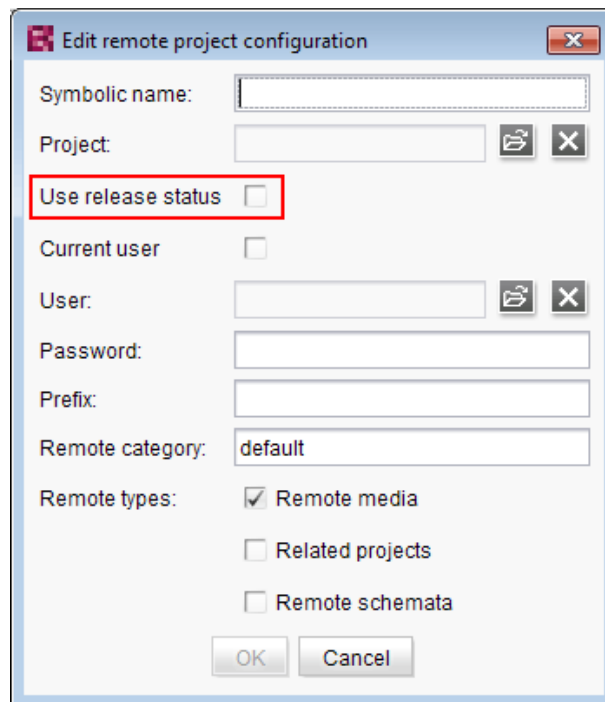 Edit remote project configuration
Symbolic name:
Project:
Use release status
Current user
User:
Password:
Prefix:
Remote category: default
Remote types: Remote media
Related projects
Remote schemata
OK Cancel